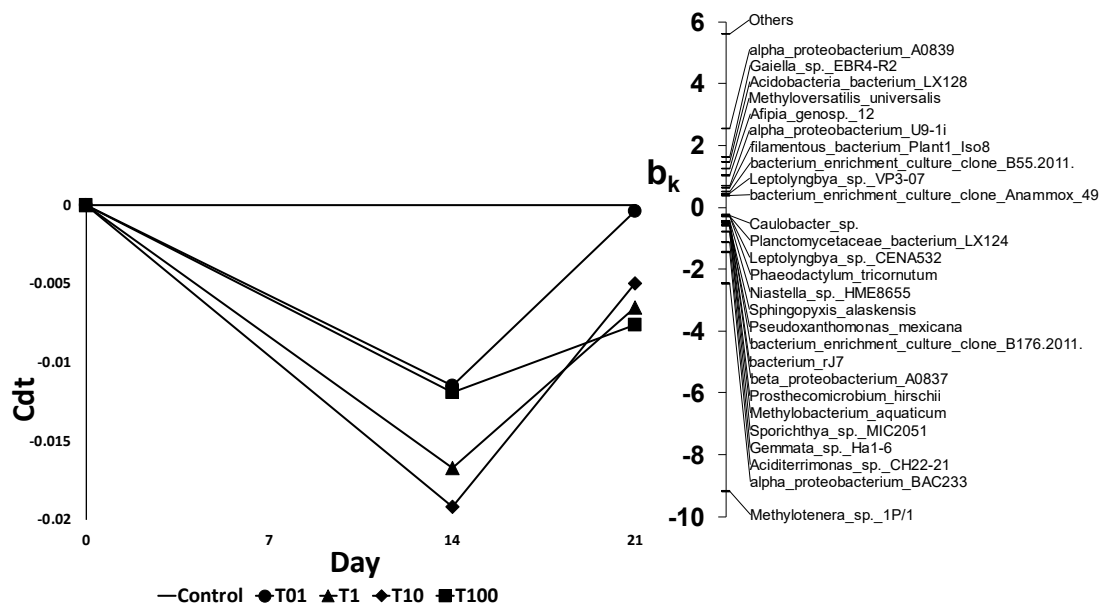 0
-0.005
-0.01
-0.015
-0.02
Cdt
0 7 14 21
Day
Control T01 T1 T10 T100
6
4
2
0
-2
-4
-6
-8
-10
bk
Others
alpha_proteobacterium_A0839
Gaiella_sp._EBR4-R2
Acidobacteria_bacterium_LX128
Methyloversatilis_universalis
Afipia_genosp._12
alpha_proteobacterium_U9-1i
filamentous_bacterium_Plant1_Iso8
bacterium_enrichment_culture_clone_B55.2011.
Leptolyngbya_sp._VP3-07
bacterium_enrichment_culture_clone_Anammox_49
Caulobacter_sp.
Planctomycetaceae_bacterium_LX124
Leptolyngbya_sp._CENA532
Phaeodactylum_tricornutum
Niastella_sp._HME8655
Sphingopyxis_alaskensis
Pseudoxanthomonas_mexicana
bacterium_enrichment_culture_clone_B176.2011.
bacterium_rJ7
beta_proteobacterium_A0837
Prosthecomicrobium_hirschii
Methylobacterium_aquaticum
Sporichthya_sp._MIC2051
Gemmata_sp._Ha1-6
Aciditerrimonas_sp._CH22-21
alpha_proteobacterium_BAC233
Methylotenera_sp._1P/1